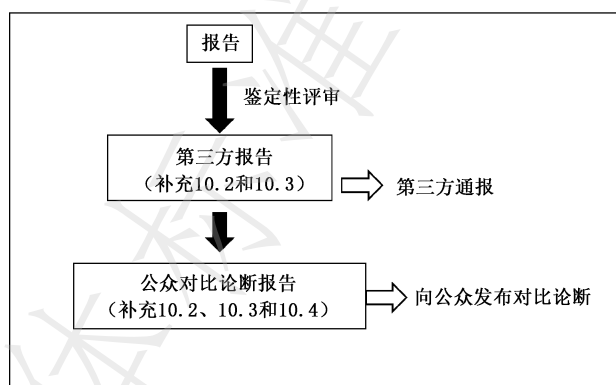 报告
鉴定性评审
第三方报告
（补充10.2和10.3）
第三方通报
公众对比论断报告
（补充10.2、10.3和10.4）
向公众发布对比论断